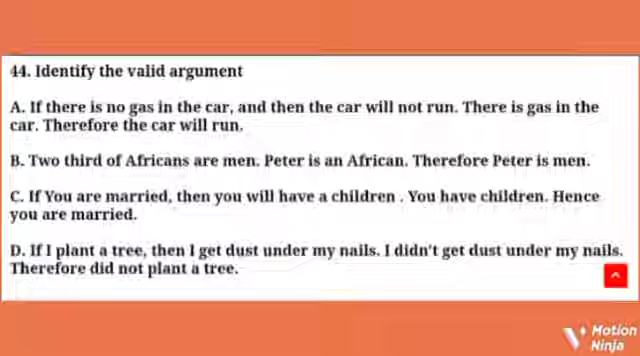 44. Identify the valid argument
A. If there is no gas in the car, and then the car will not run. There is gas in the
car. Therefore the car will run.
B. Two third of Africans are men. Peter is an African. Therefore Peter is men.
C. If You are married, then you will have a children . You have children. Hence
you are married.
D. If I plant a tree, then I get dust under my nails. I didn't get dust under my nails.
Therefore did not plant a tree.
Motion
Ninja